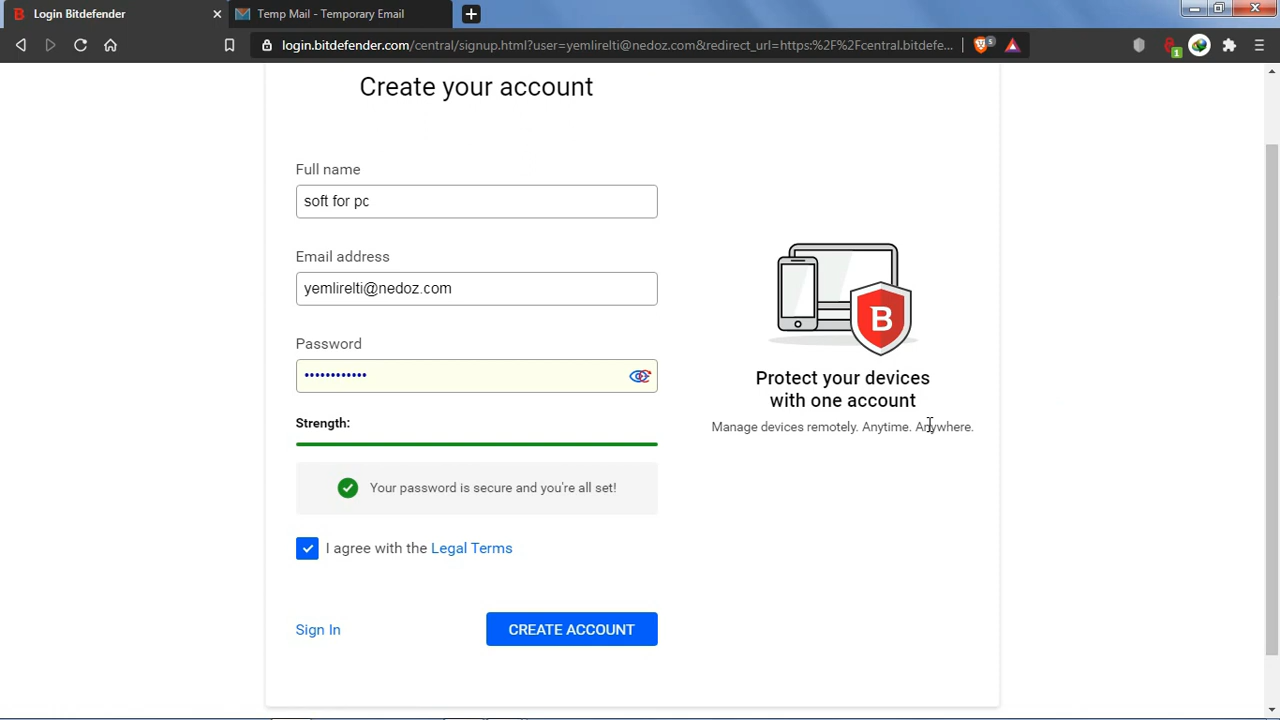 Login Bitdefender
Temp Mail - Temporary Email
login.bitdefender.com/central/signup.html?user=yemlirelti@nedoz.com&redirect_url=https:%2F%2Fcentral.bitdefe...
5
1
Create your account
Full name
soft for pc
Email address
yemlirelti@nedoz.com
Password
••••••••••••
Strength:
Your password is secure and you're all set!
I agree with the Legal Terms
Sign In
CREATE ACCOUNT
B
Protect your devices
with one account
Manage devices remotely. Anytime. Anywhere.